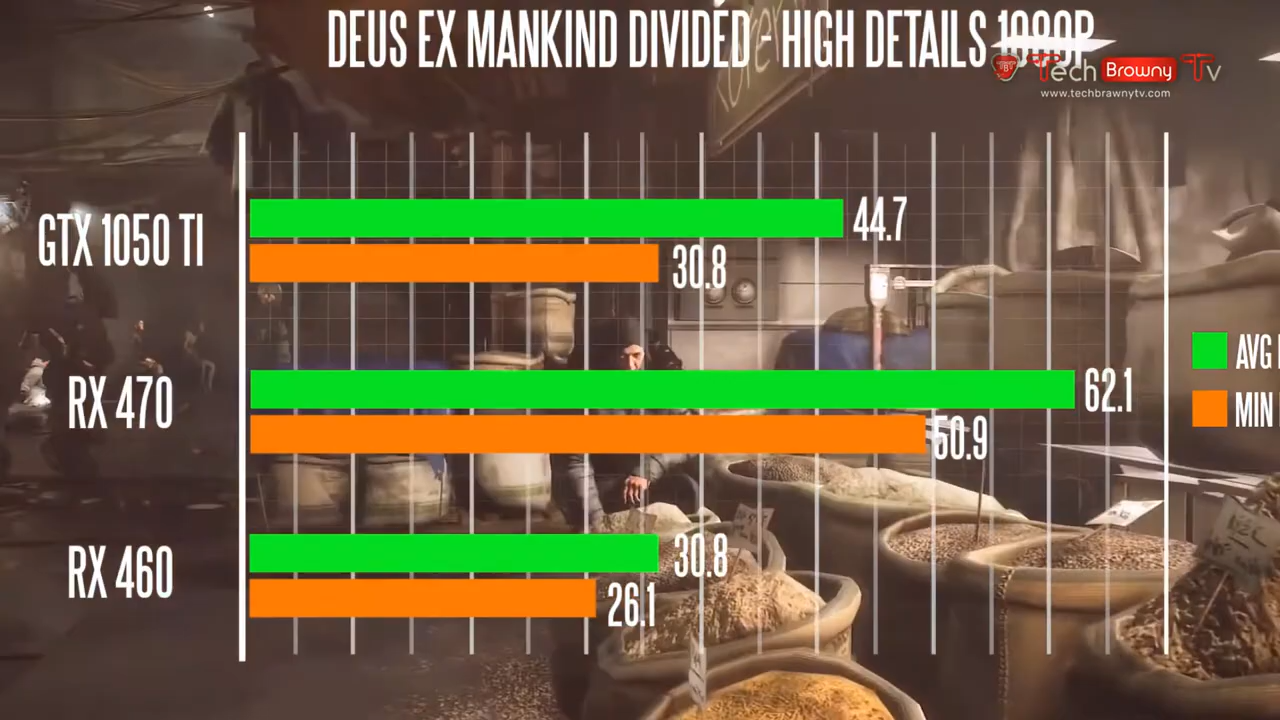 DEUS EX MANKIND DIVIDED - HIGH DETAILS 1080P
Tech Browny Tv
www.techbrawnytv.com
GTX 1050 TI
44.7
30.8
RX 470
62.1
50.9
RX 460
30.8
26.1
AVG
MIN